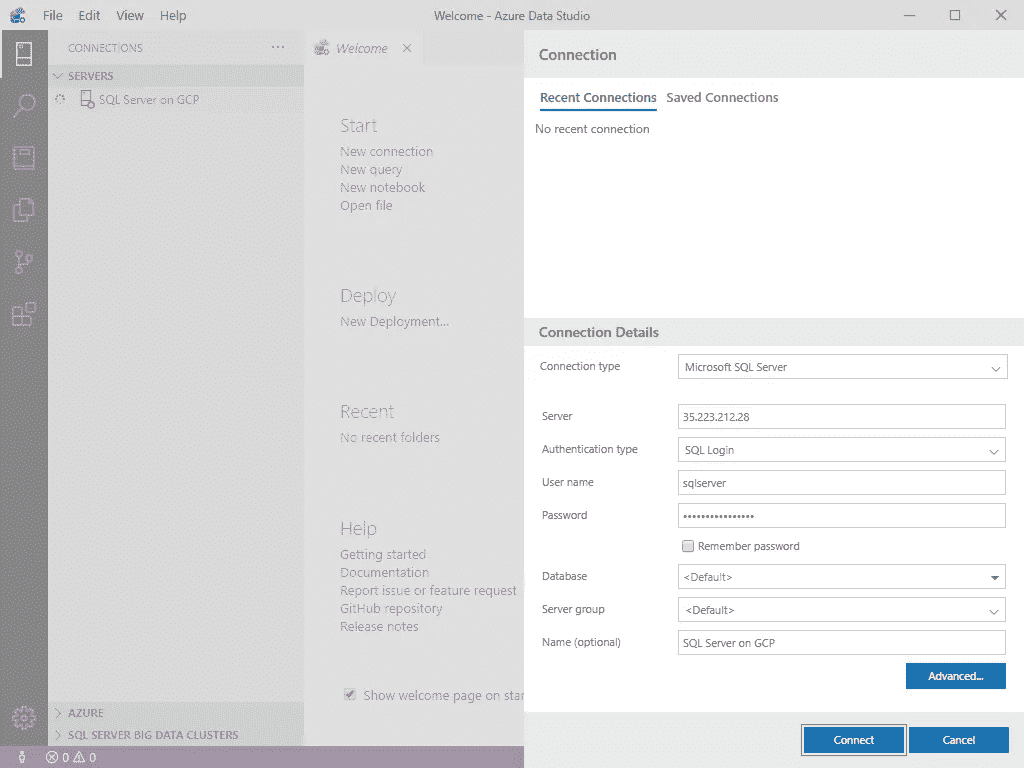 File Edit View Help
Welcome - Azure Data Studio
CONNECTIONS
SERVERS
SQL Server on GCP
Welcome
Start
New connection
New query
New notebook
Open file
Deploy
New Deployment...
Recent
No recent folders
Help
Getting started
Documentation
Report issue or feature request
GitHub repository
Release notes
Show welcome page on star
AZURE
SQL SERVER BIG DATA CLUSTERS
0 0
Connection
Recent Connections Saved Connections
No recent connection
Connection Details
Connection type Microsoft SQL Server
Server 35.223.212.28
Authentication type SQL Login
User name sqlserver
Password ••••••••••••••••
Remember password
Database <Default>
Server group <Default>
Name (optional) SQL Server on GCP
Advanced...
Connect Cancel